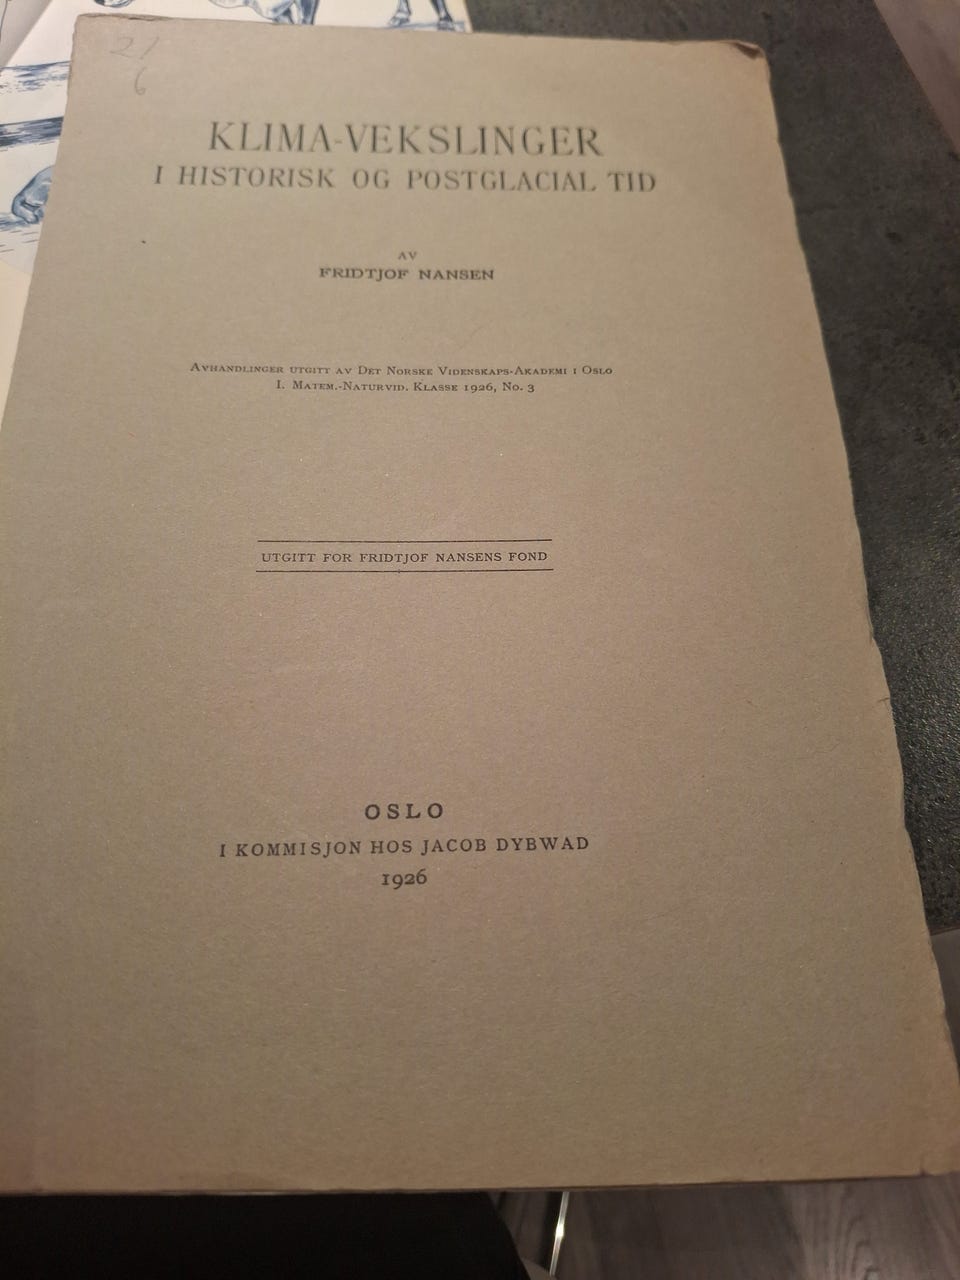 21
6
KLIMA-VEKSLINGER
I HISTORISK OG POSTGLACIAL TID
AV
FRIDTJOF NANSEN
AVHANDLINGER UTGITT AV DET NORSKE VIDENSKAPS-AKADEMI I OSLO
I. MATEM.-NATURVID. KLASSE 1926, NO. 3
UTGITT FOR FRIDTJOF NANSENS FOND
OSLO
I KOMMISJON HOS JACOB DYBWAD
1926